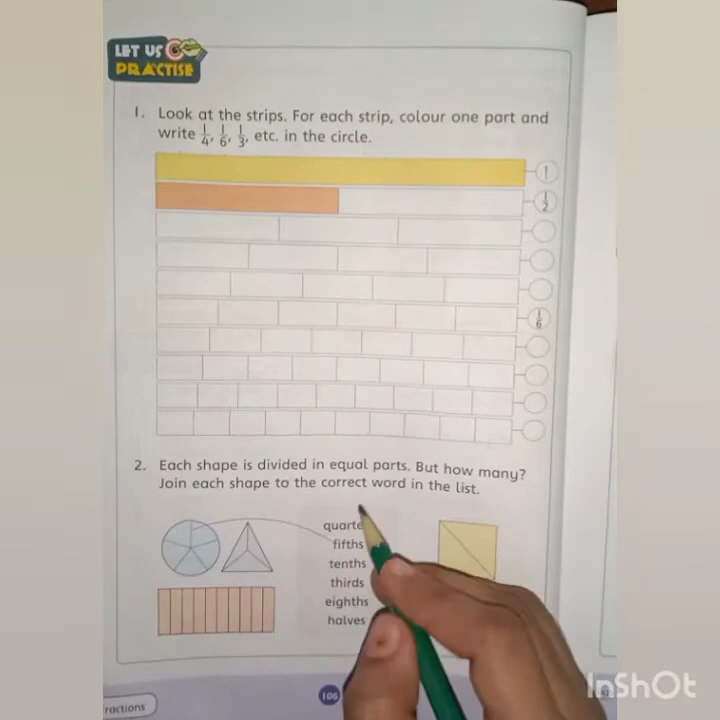 LET US
PRACTISE
1. Look at the strips. For each strip, colour one part and
write 1/4, 1/6, 1/3, etc. in the circle.
1
1/2
1/6
2. Each shape is divided in equal parts. But how many?
Join each shape to the correct word in the list.
fifths
tenths
thirds
eighths
halves
106
InShOt